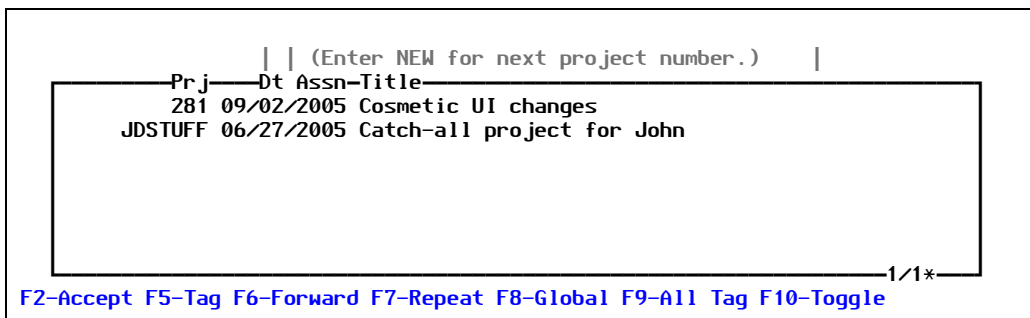 (Enter NEW for next project number.)
Prj Dt Assn Title
281 09/02/2005 Cosmetic UI changes
JDSTUFF 06/27/2005 Catch-all project for John
1/1*
F2-Accept F5-Tag F6-Forward F7-Repeat F8-Global F9-All Tag F10-Toggle